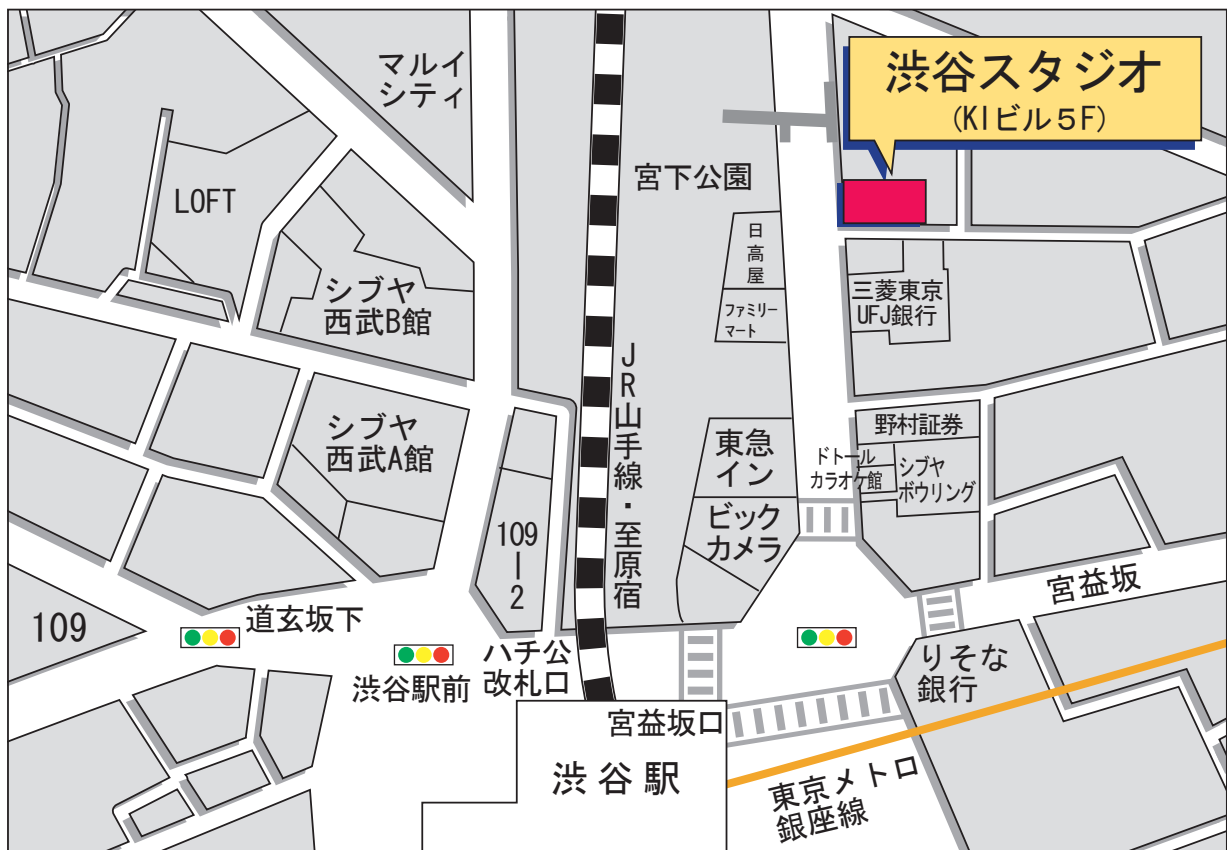 渋谷スタジオ
(KIビル5F)
マルイ
シティ
宮下公園
LOFT
日高屋
シブヤ
西武B館
ファミリー
マート
三菱東京
UFJ銀行
JR山手線・至原宿
シブヤ
西武A館
東急
イン
野村証券
ドトール
カラオケ館
シブヤ
ボウリング
ビック
カメラ
109-2
宮益坂
109
道玄坂下
渋谷駅前
ハチ公
改札口
りそな
銀行
宮益坂口
渋谷駅
東京メトロ
銀座線